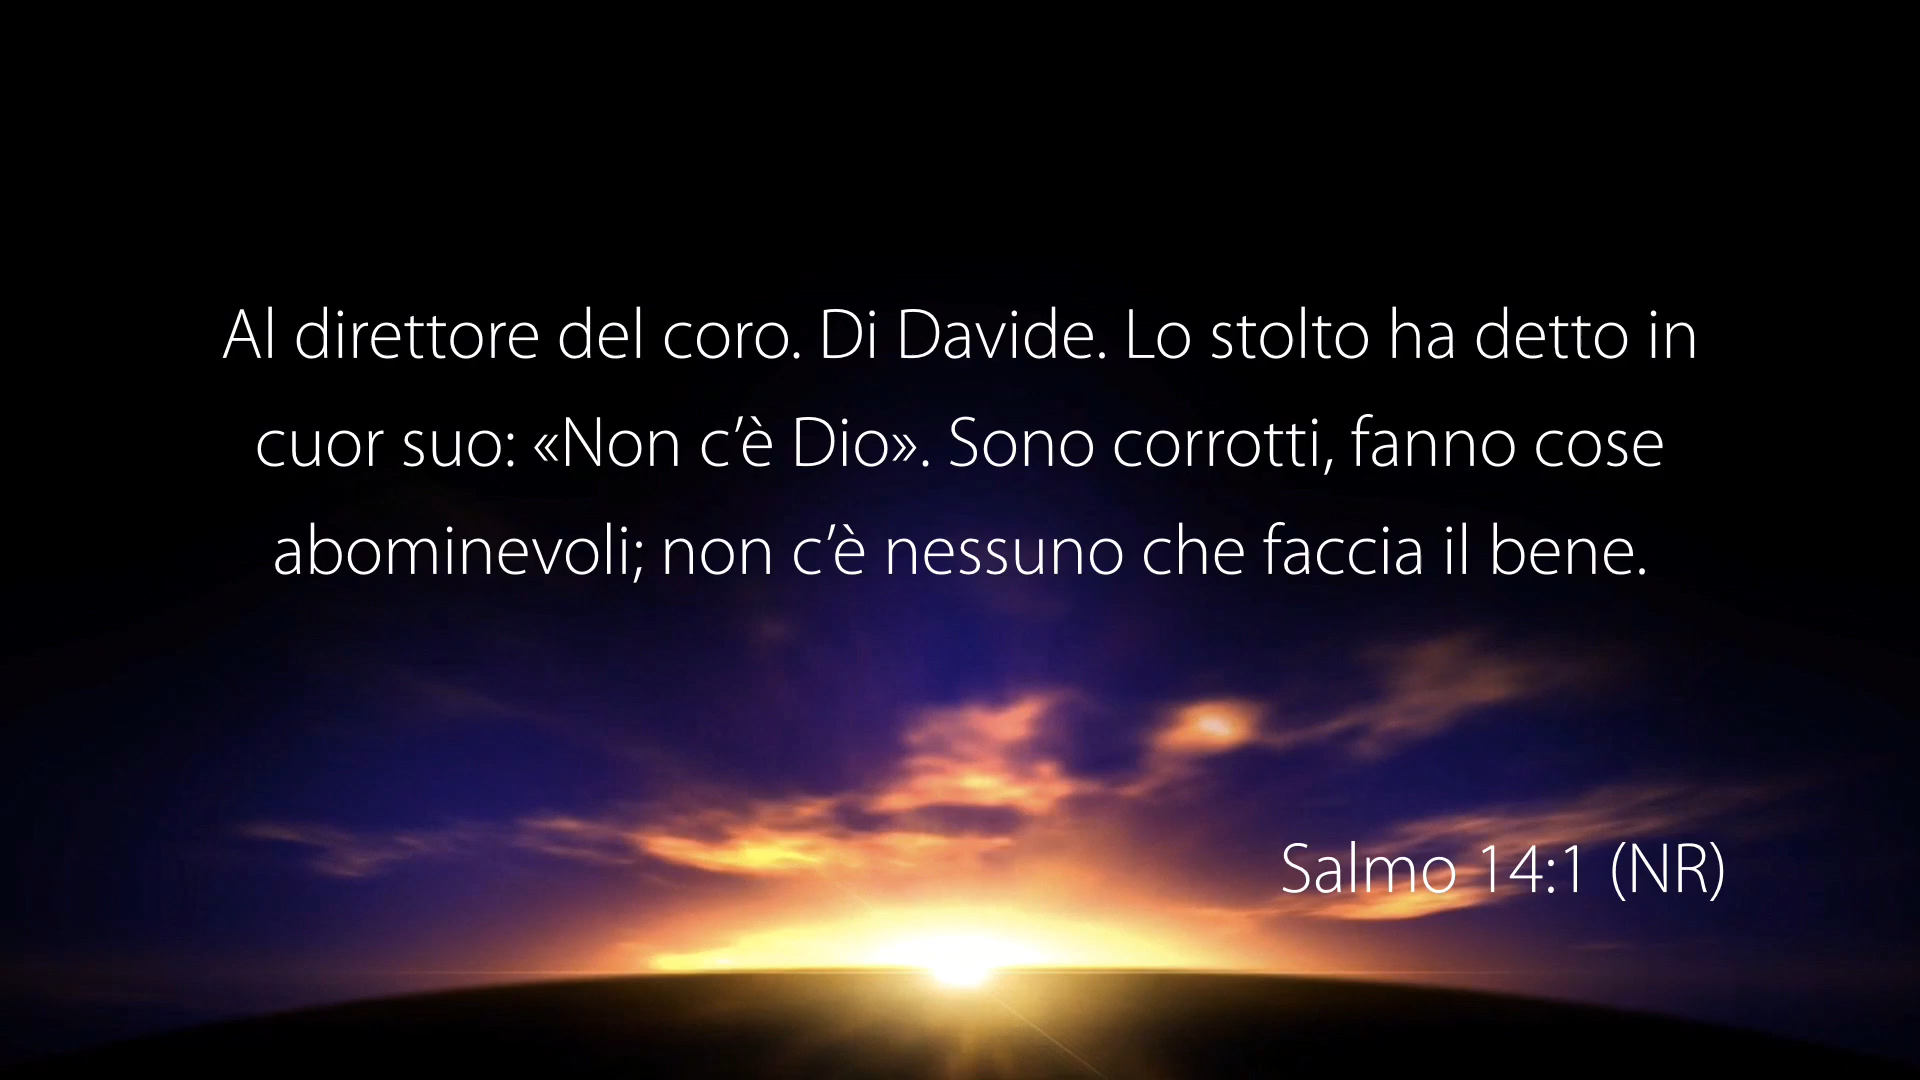 Al direttore del coro. Di Davide. Lo stolto ha detto in
cuor suo: «Non c’è Dio». Sono corrotti, fanno cose
abominevoli; non c’è nessuno che faccia il bene.
Salmo 14:1 (NR)